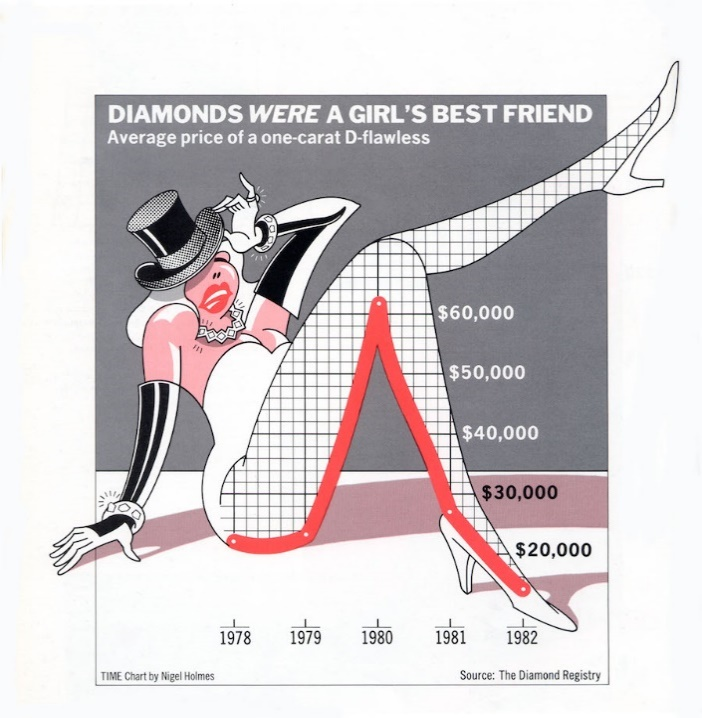 DIAMONDS WERE A GIRL'S BEST FRIEND
Average price of a one-carat D-flawless
$60,000
$50,000
$40,000
$30,000
$20,000
1978 1979 1980 1981 1982
TIME Chart by Nigel Holmes
Source: The Diamond Registry